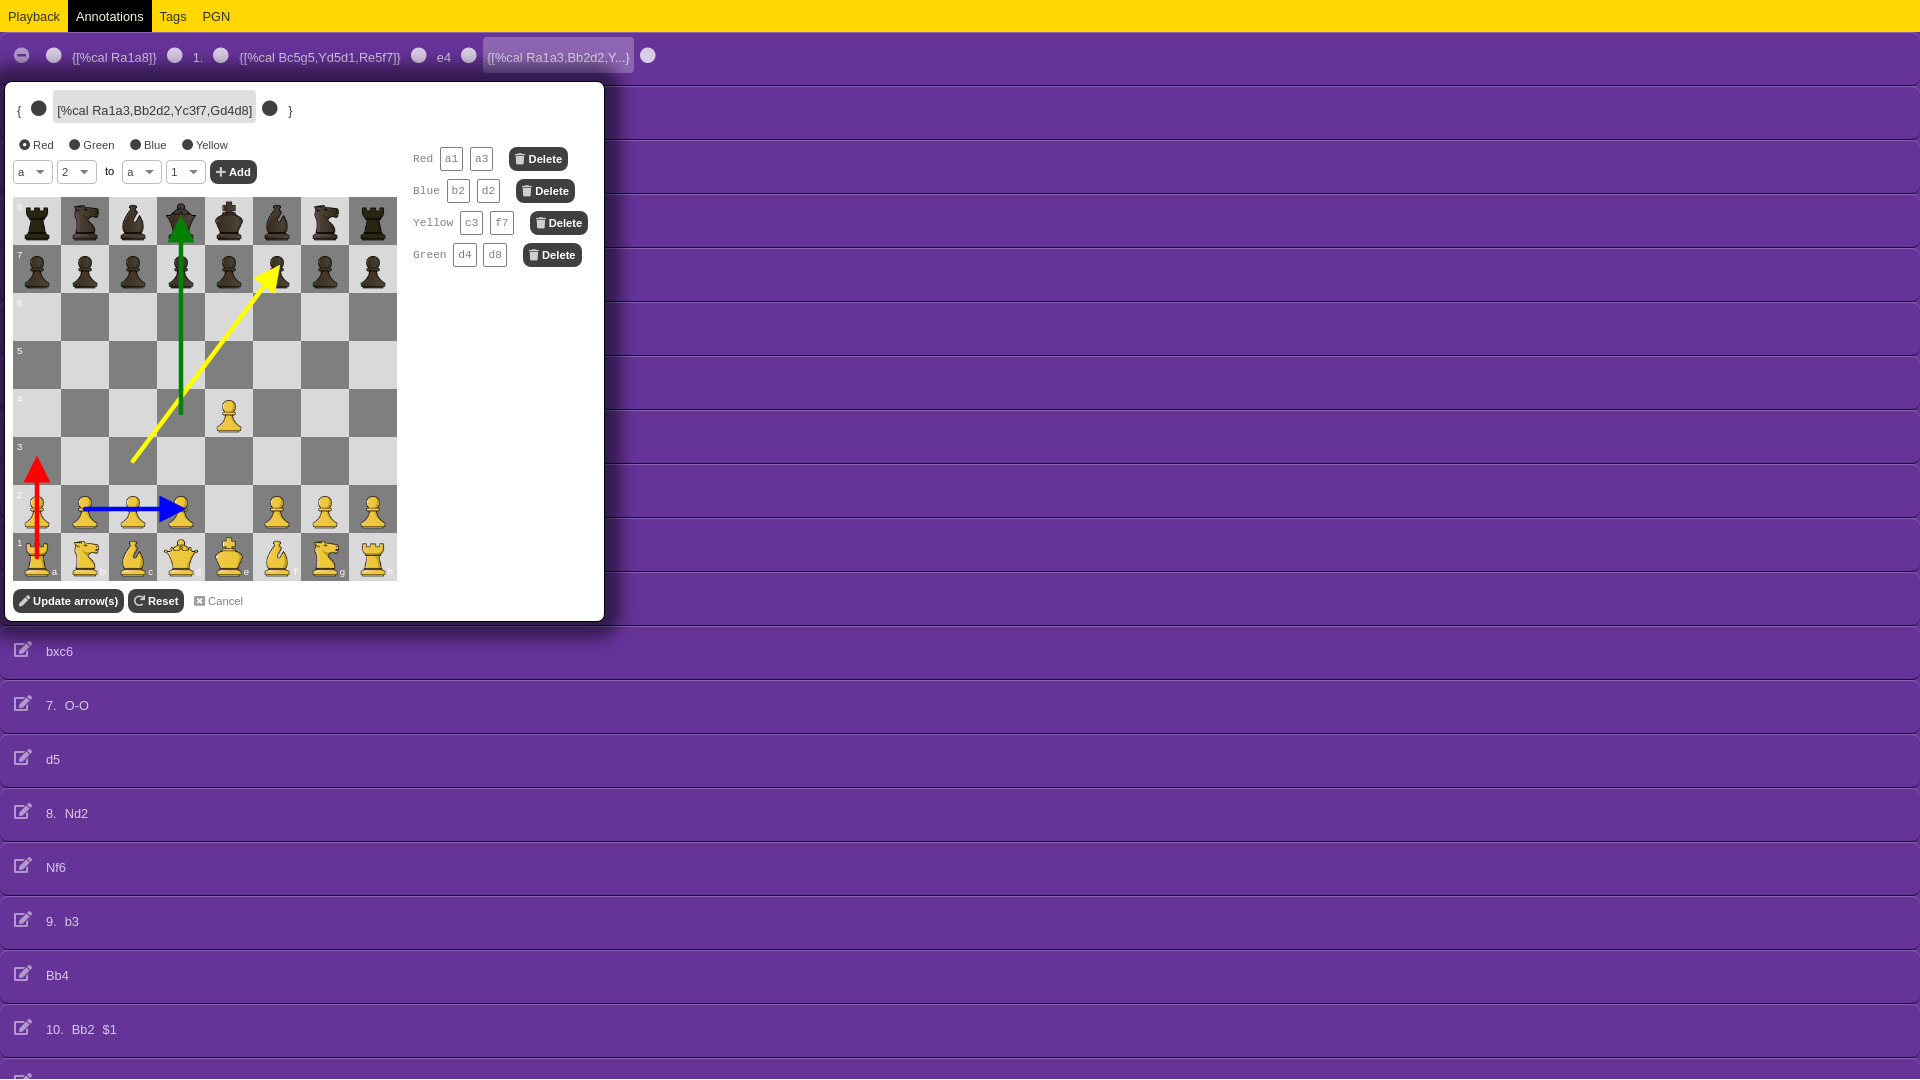 Playback Annotations Tags PGN
{[%cal Ra1a8]} 1. {[%cal Bc5g5,Yd5d1,Re5f7]} e4 {[%cal Ra1a3,Bb2d2,Y...}
{ [%cal Ra1a3,Bb2d2,Yc3f7,Gd4d8] }
Red Green Blue Yellow
a 2 to a 1 Add
Red a1 a3 Delete
Blue b2 d2 Delete
Yellow c3 f7 Delete
Green d4 d8 Delete
8
7
6
5
4
3
2
1
a b c d e f g h
Update arrow(s) Reset Cancel
bxc6
7. O-O
d5
8. Nd2
Nf6
9. b3
Bb4
10. Bb2 $1